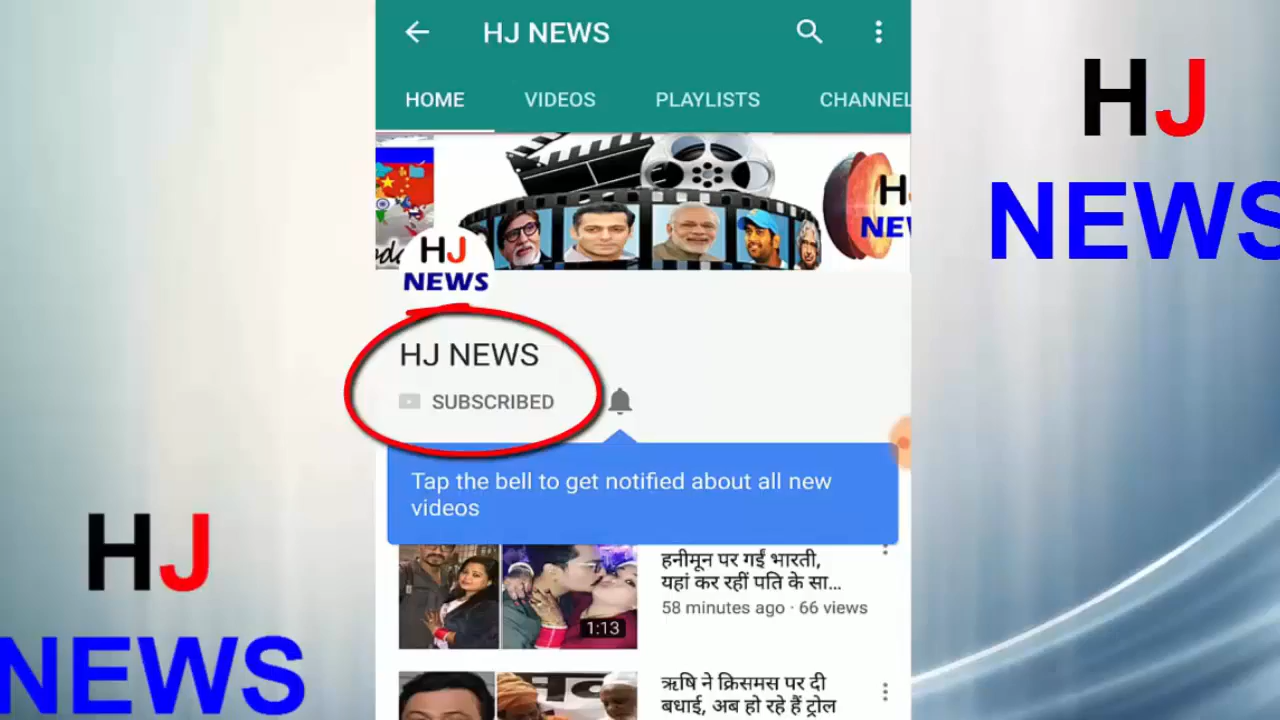 HJ NEWS
HOME VIDEOS PLAYLISTS CHANNEL
HJ
NEWS
HJ
NEWS
HJ NEWS
SUBSCRIBED
Tap the bell to get notified about all new
videos
हनीमून पर गईं भारती,
यहां कर रहीं पति के सा...
58 minutes ago · 66 views
1:13
ऋषि ने क्रिसमस पर दी
बधाई, अब हो रहे हैं ट्रोल
HJ
NEWS
HJ
NEWS